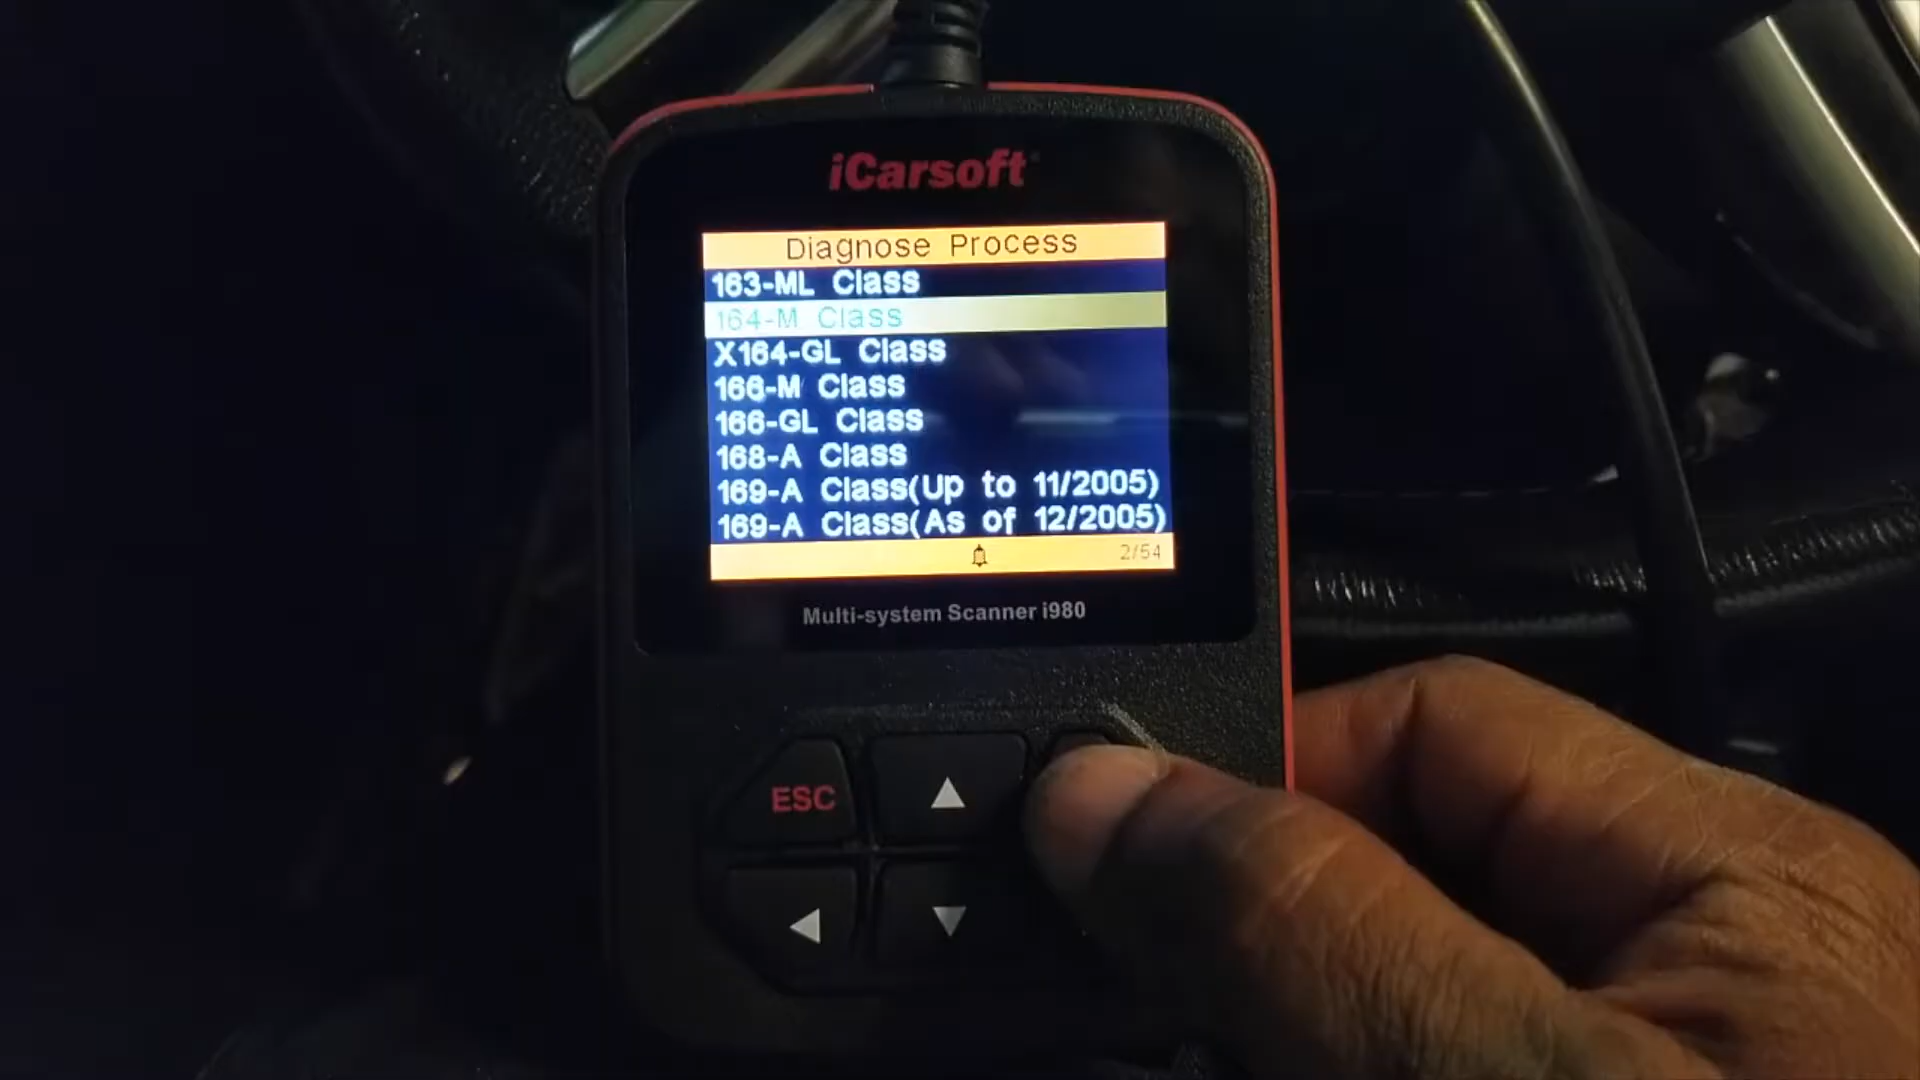 iCarsoft
Diagnose Process
163-ML Class
164-M Class
X164-GL Class
166-M Class
166-GL Class
168-A Class
169-A Class(Up to 11/2005)
169-A Class(As of 12/2005)
2/54
Multi-system Scanner i980
ESC